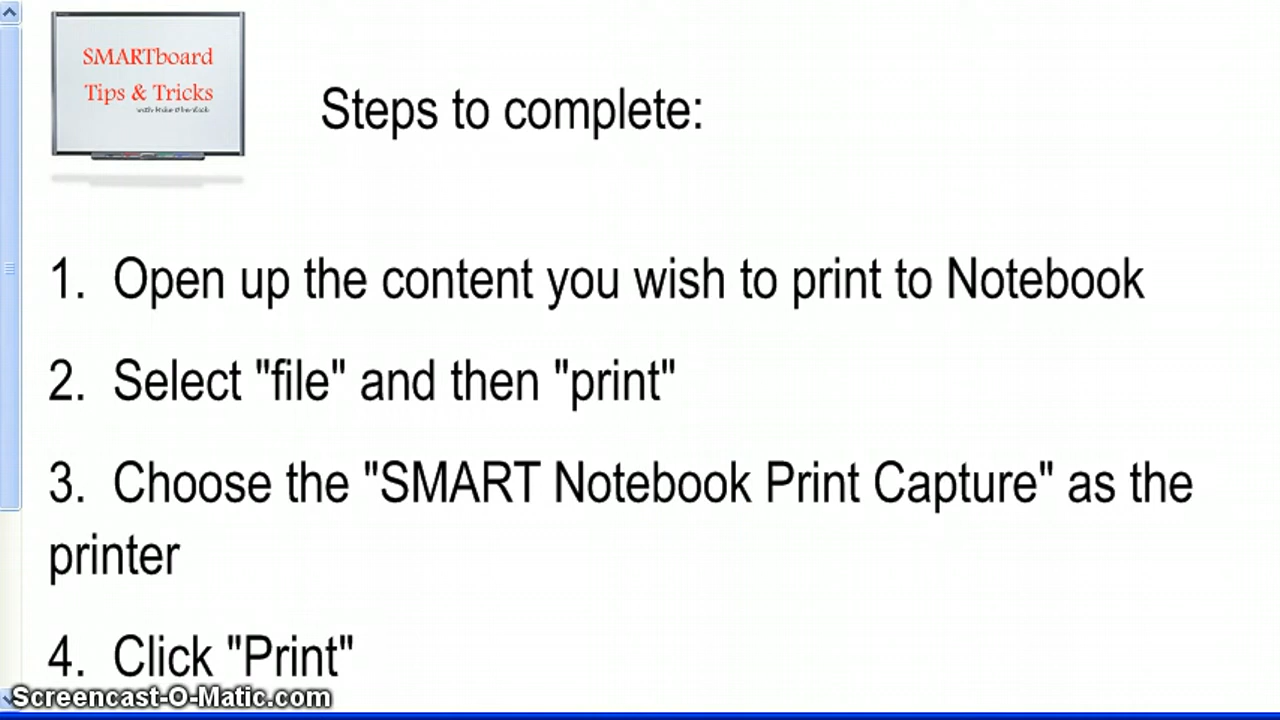 SMARTboard
Tips & Tricks
with
Steps to complete:
1. Open up the content you wish to print to Notebook
2. Select "file" and then "print"
3. Choose the "SMART Notebook Print Capture" as the
printer
4. Click "Print"
Screencast-O-Matic.com